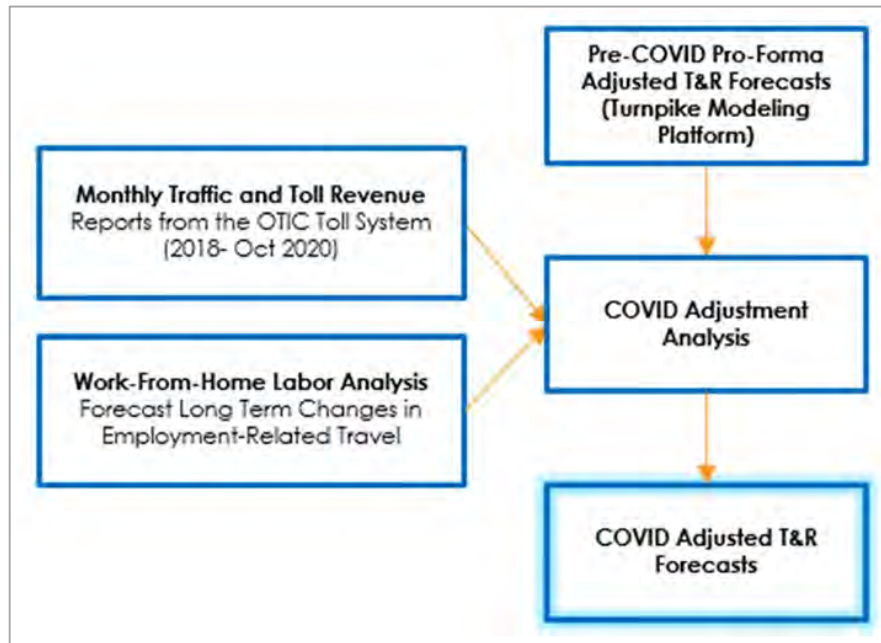 Pre-COVID Pro-Forma
Adjusted T&R Forecasts
(Turnpike Modeling
Platform)
Monthly Traffic and Toll Revenue
Reports from the OTIC Toll System
(2018- Oct 2020)
COVID Adjustment
Analysis
Work-From-Home Labor Analysis
Forecast Long Term Changes in
Employment-Related Travel
COVID Adjusted T&R
Forecasts